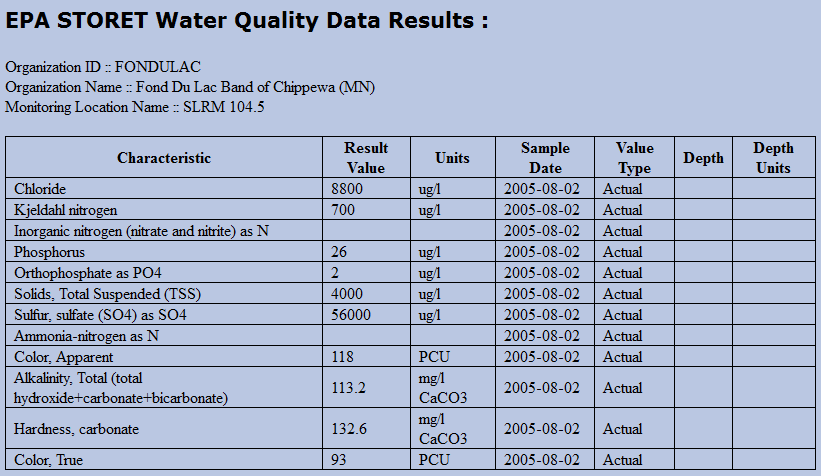 EPA STORET Water Quality Data Results :
Organization ID :: FONDULAC
Organization Name :: Fond Du Lac Band of Chippewa (MN)
Monitoring Location Name :: SLRM 104.5
Characteristic Result Value Units Sample Date Value Type Depth Depth Units
Chloride 8800 ug/l 2005-08-02 Actual
Kjeldahl nitrogen 700 ug/l 2005-08-02 Actual
Inorganic nitrogen (nitrate and nitrite) as N 2005-08-02 Actual
Phosphorus 26 ug/l 2005-08-02 Actual
Orthophosphate as PO4 2 ug/l 2005-08-02 Actual
Solids, Total Suspended (TSS) 4000 ug/l 2005-08-02 Actual
Sulfur, sulfate (SO4) as SO4 56000 ug/l 2005-08-02 Actual
Ammonia-nitrogen as N 2005-08-02 Actual
Color, Apparent 118 PCU 2005-08-02 Actual
Alkalinity, Total (total hydroxide+carbonate+bicarbonate) 113.2 mg/l CaCO3 2005-08-02 Actual
Hardness, carbonate 132.6 mg/l CaCO3 2005-08-02 Actual
Color, True 93 PCU 2005-08-02 Actual